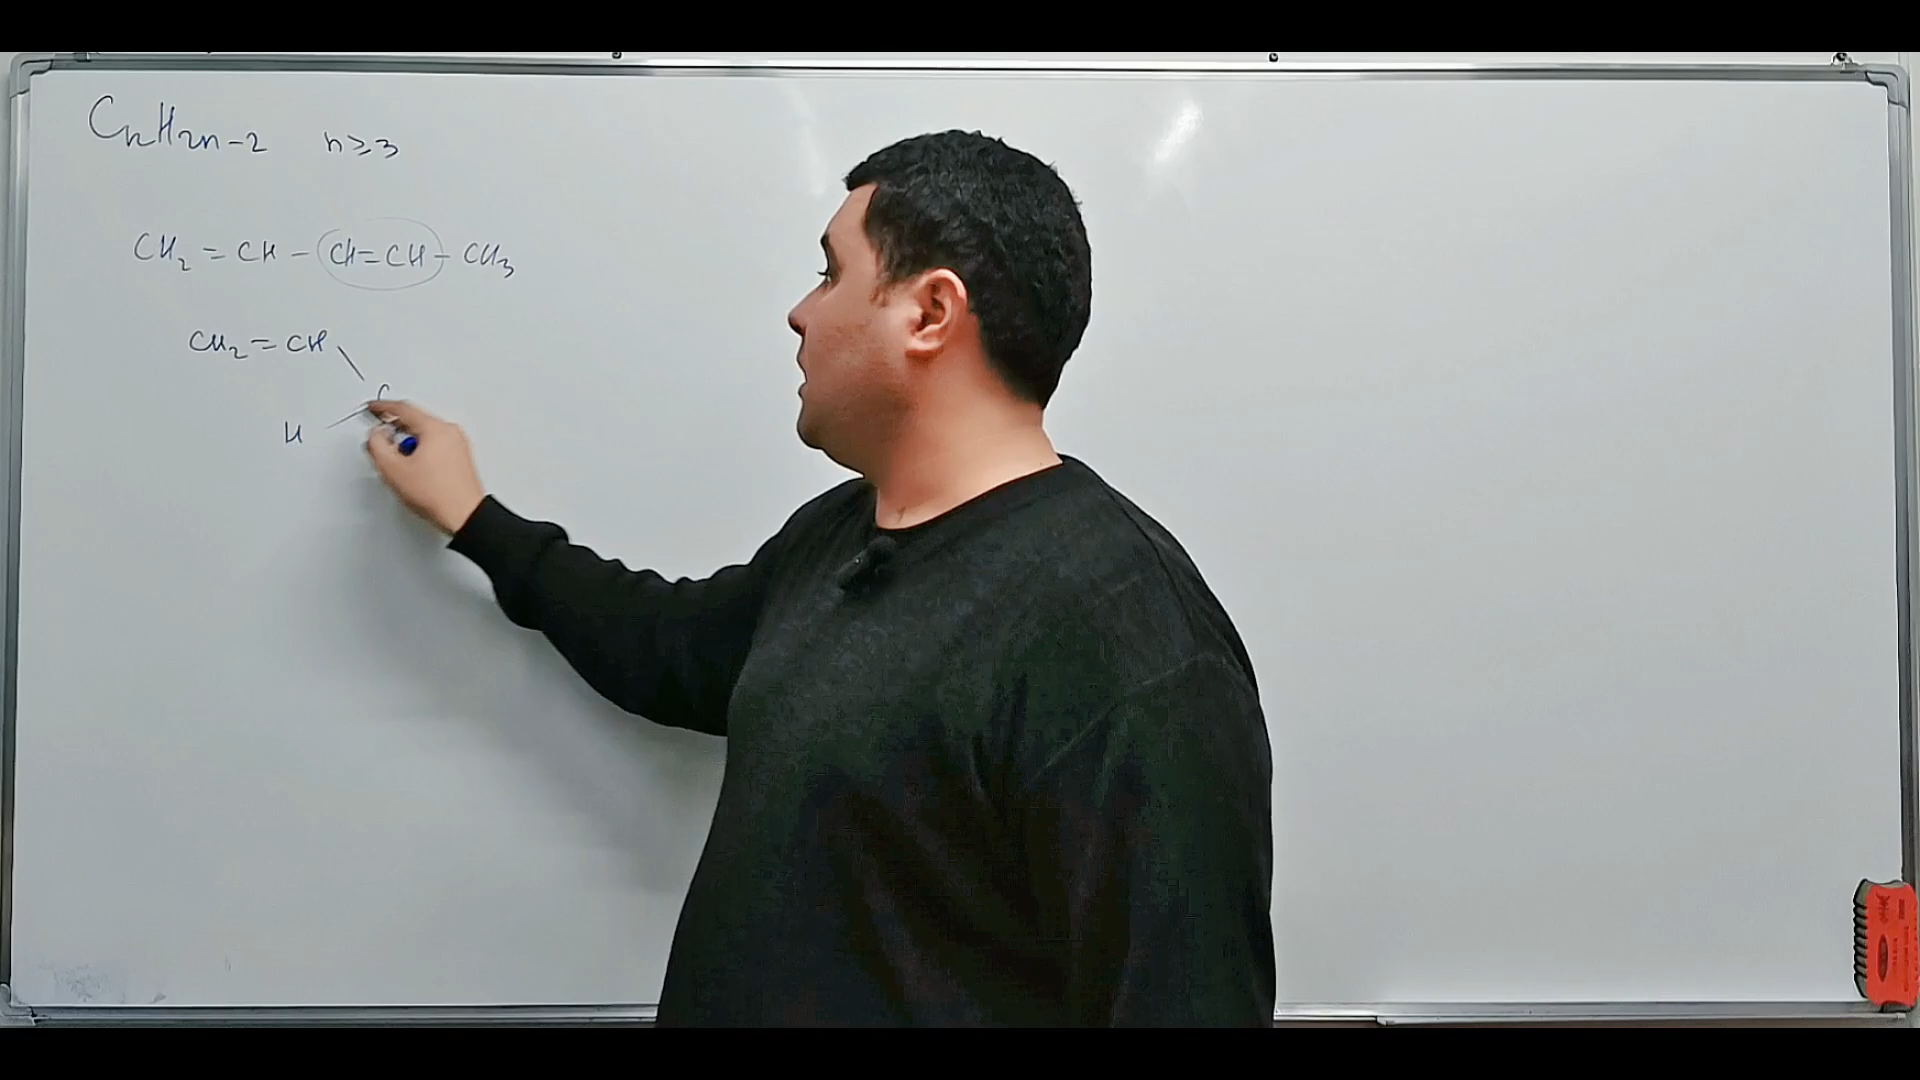 CnH2n-2 n≥3
CH2=CH-CH=CH-CH3
CH2=CH
C
H